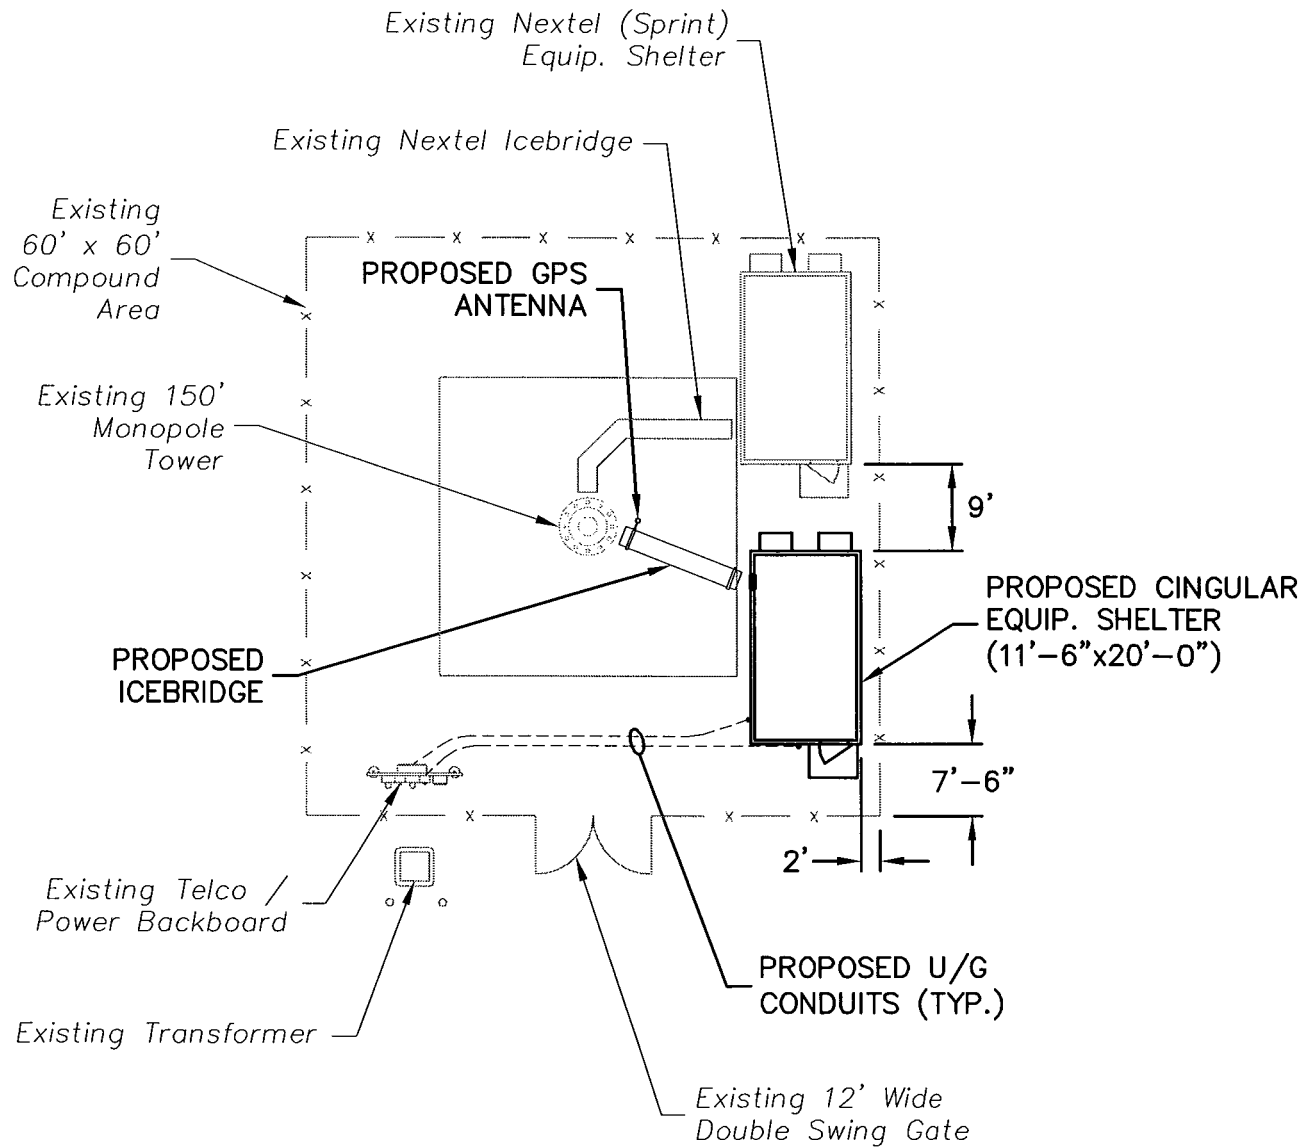 Existing Nextel (Sprint)
Equip. Shelter
Existing Nextel Icebridge
Existing
60' x 60'
Compound
Area
PROPOSED GPS
ANTENNA
Existing 150'
Monopole
Tower
9'
PROPOSED CINGULAR
EQUIP. SHELTER
(11'-6"x20'-0")
PROPOSED
ICEBRIDGE
7'-6"
2'
Existing Telco /
Power Backboard
PROPOSED U/G
CONDUITS (TYP.)
Existing Transformer
Existing 12' Wide
Double Swing Gate